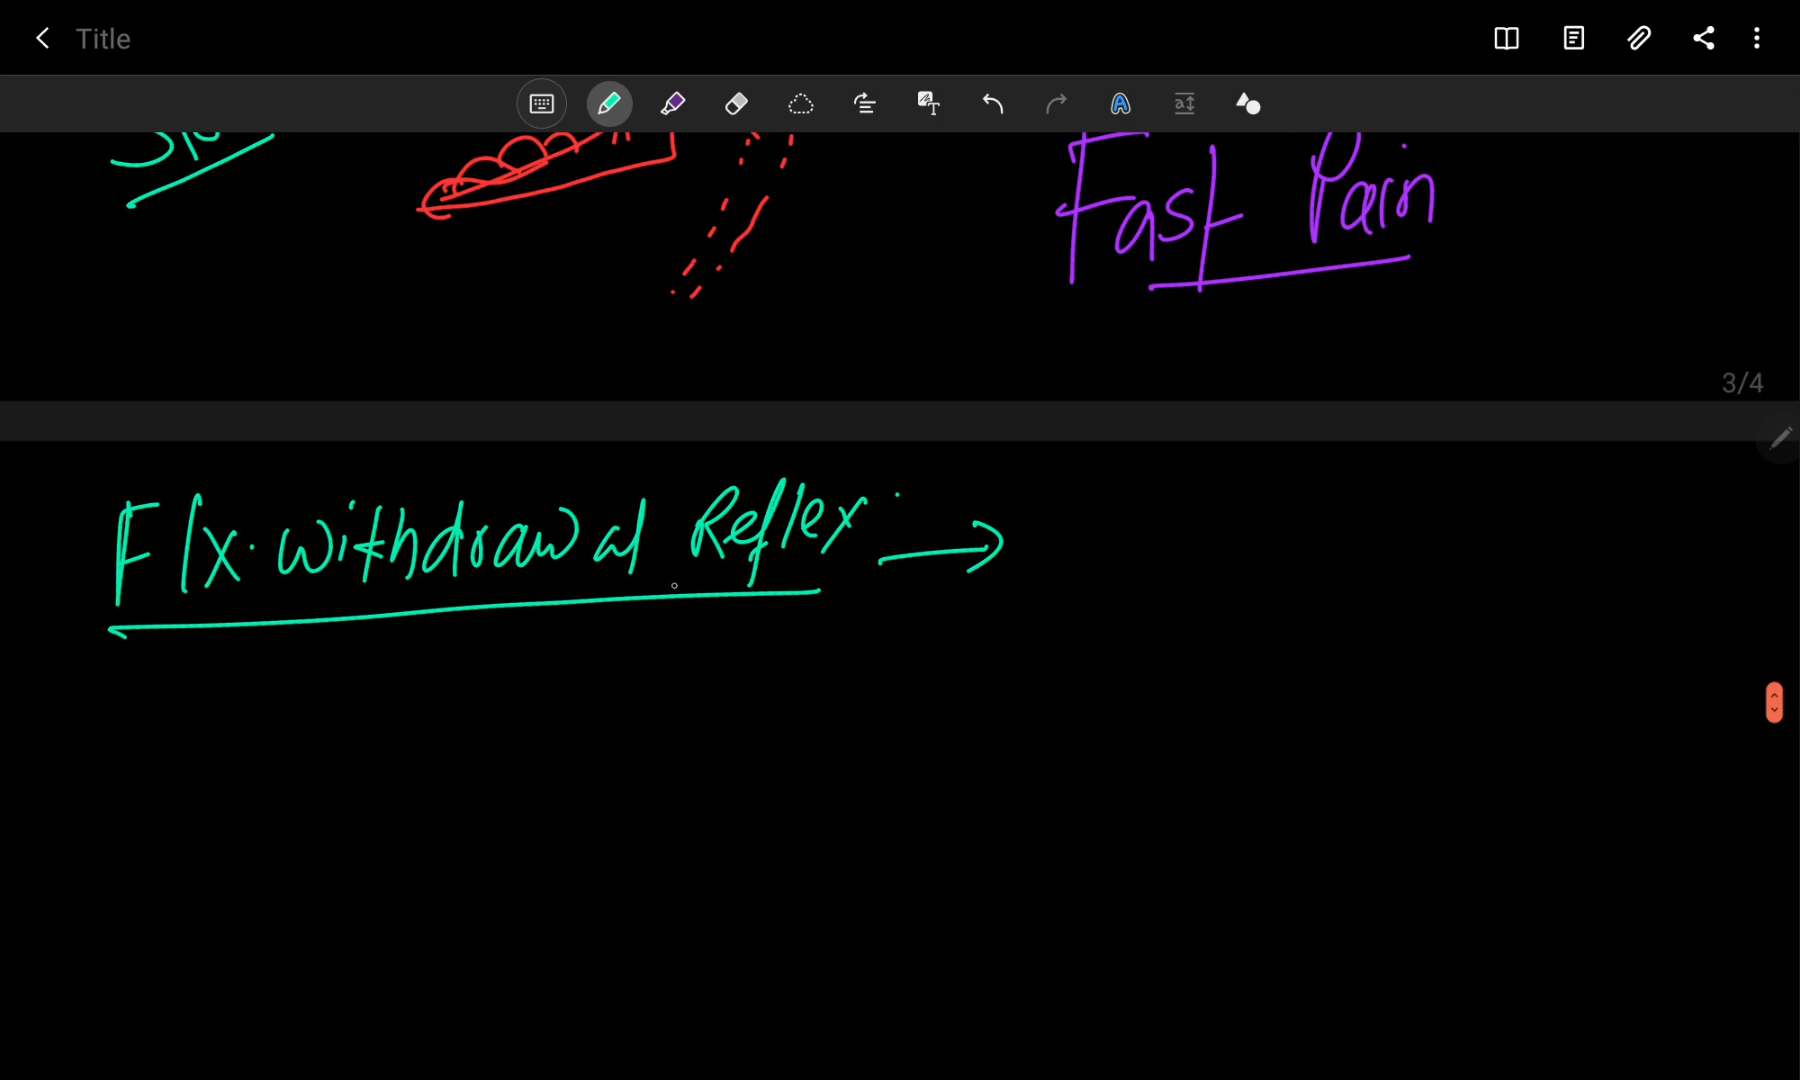 Title
Fast Pain
3/4
Flx. withdrawal Reflex →